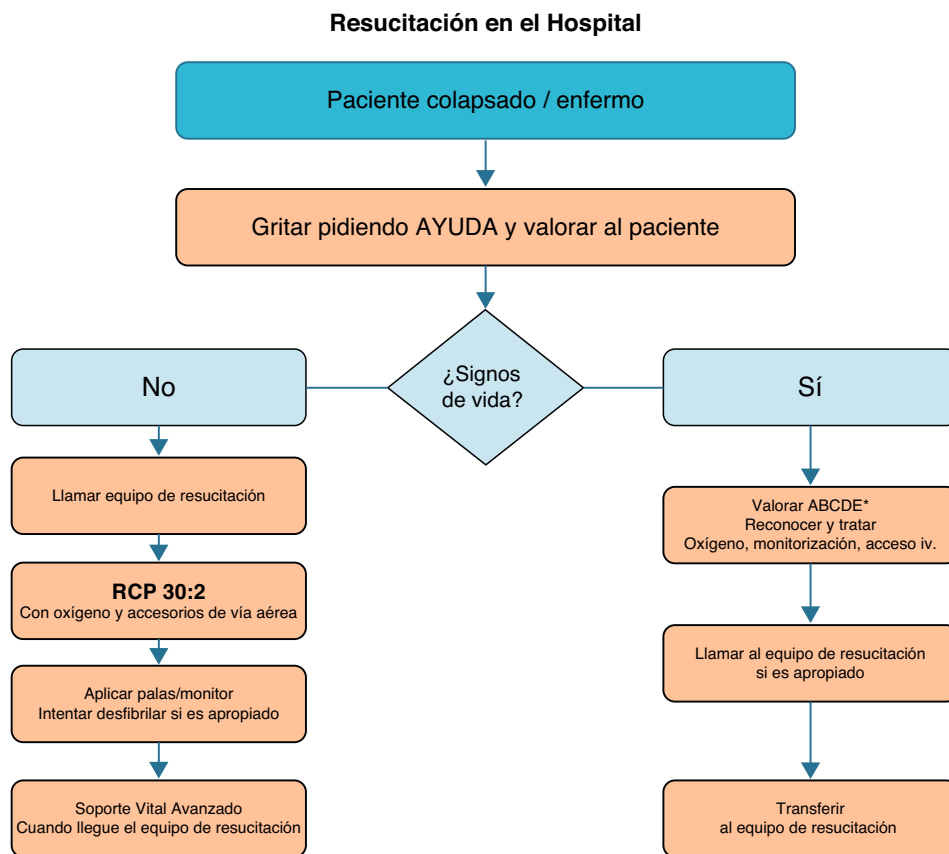 Resucitación en el Hospital
Paciente colapsado / enfermo
Gritar pidiendo AYUDA y valorar al paciente
¿Signos
de vida?
No
Llamar equipo de resucitación
RCP 30:2
Con oxígeno y accesorios de vía aérea
Aplicar palas/monitor
Intentar desfibrilar si es apropiado
Soporte Vital Avanzado
Cuando llegue el equipo de resucitación
Sí
Valorar ABCDE*
Reconocer y tratar
Oxígeno, monitorización, acceso iv.
Llamar al equipo de resucitación
si es apropiado
Transferir
al equipo de resucitación